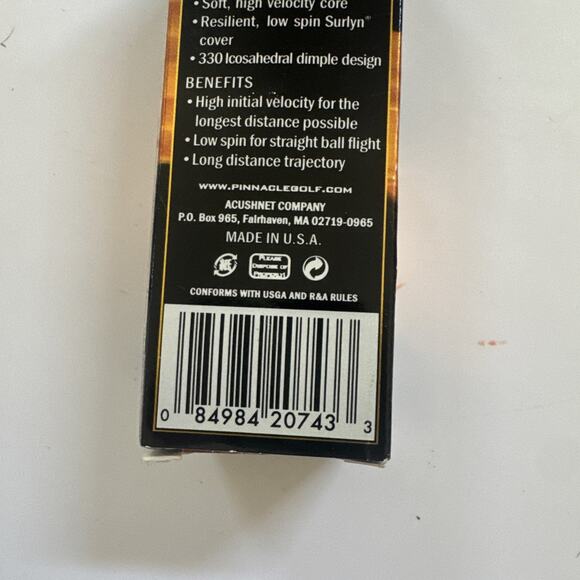 • Soft, high velocity core
• Resilient, low spin Surlyn®
cover
• 330 Icosahedral dimple design
BENEFITS
• High initial velocity for the
longest distance possible
• Low spin for straight ball flight
• Long distance trajectory
WWW.PINNACLEGOLF.COM
ACUSHNET COMPANY
P.O. Box 965, Fairhaven, MA 02719-0965
MADE IN U.S.A.
PLEASE
DISPOSE OF
PROPERLY
CONFORMS WITH USGA AND R&A RULES
0 84984 20743 3